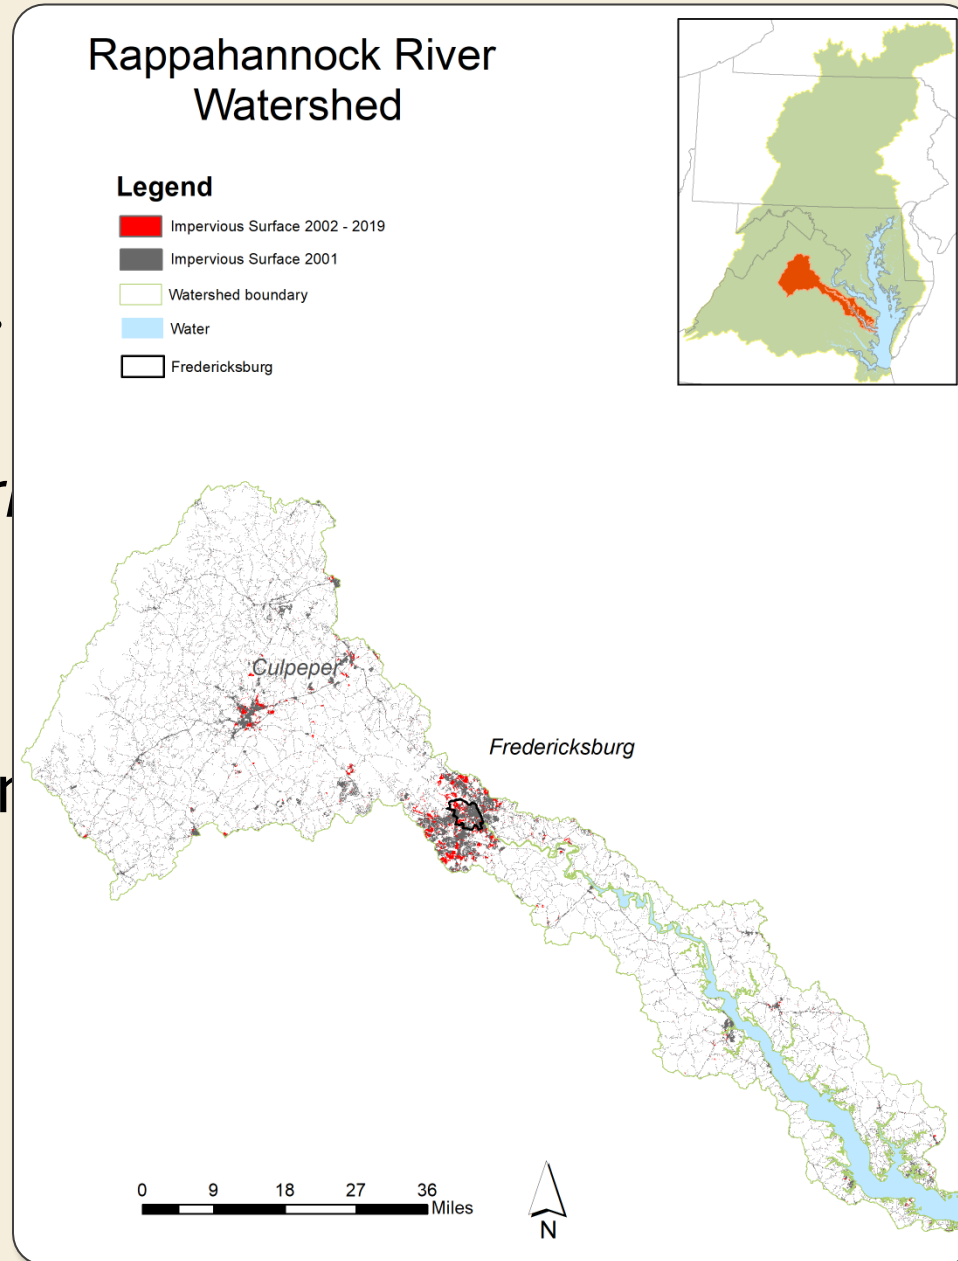 Rappahannock River
Watershed
Legend
Impervious Surface 2002 - 2019
Impervious Surface 2001
Watershed boundary
Water
Fredericksburg
Culpeper
Fredericksburg
0 9 18 27 36
Miles
N